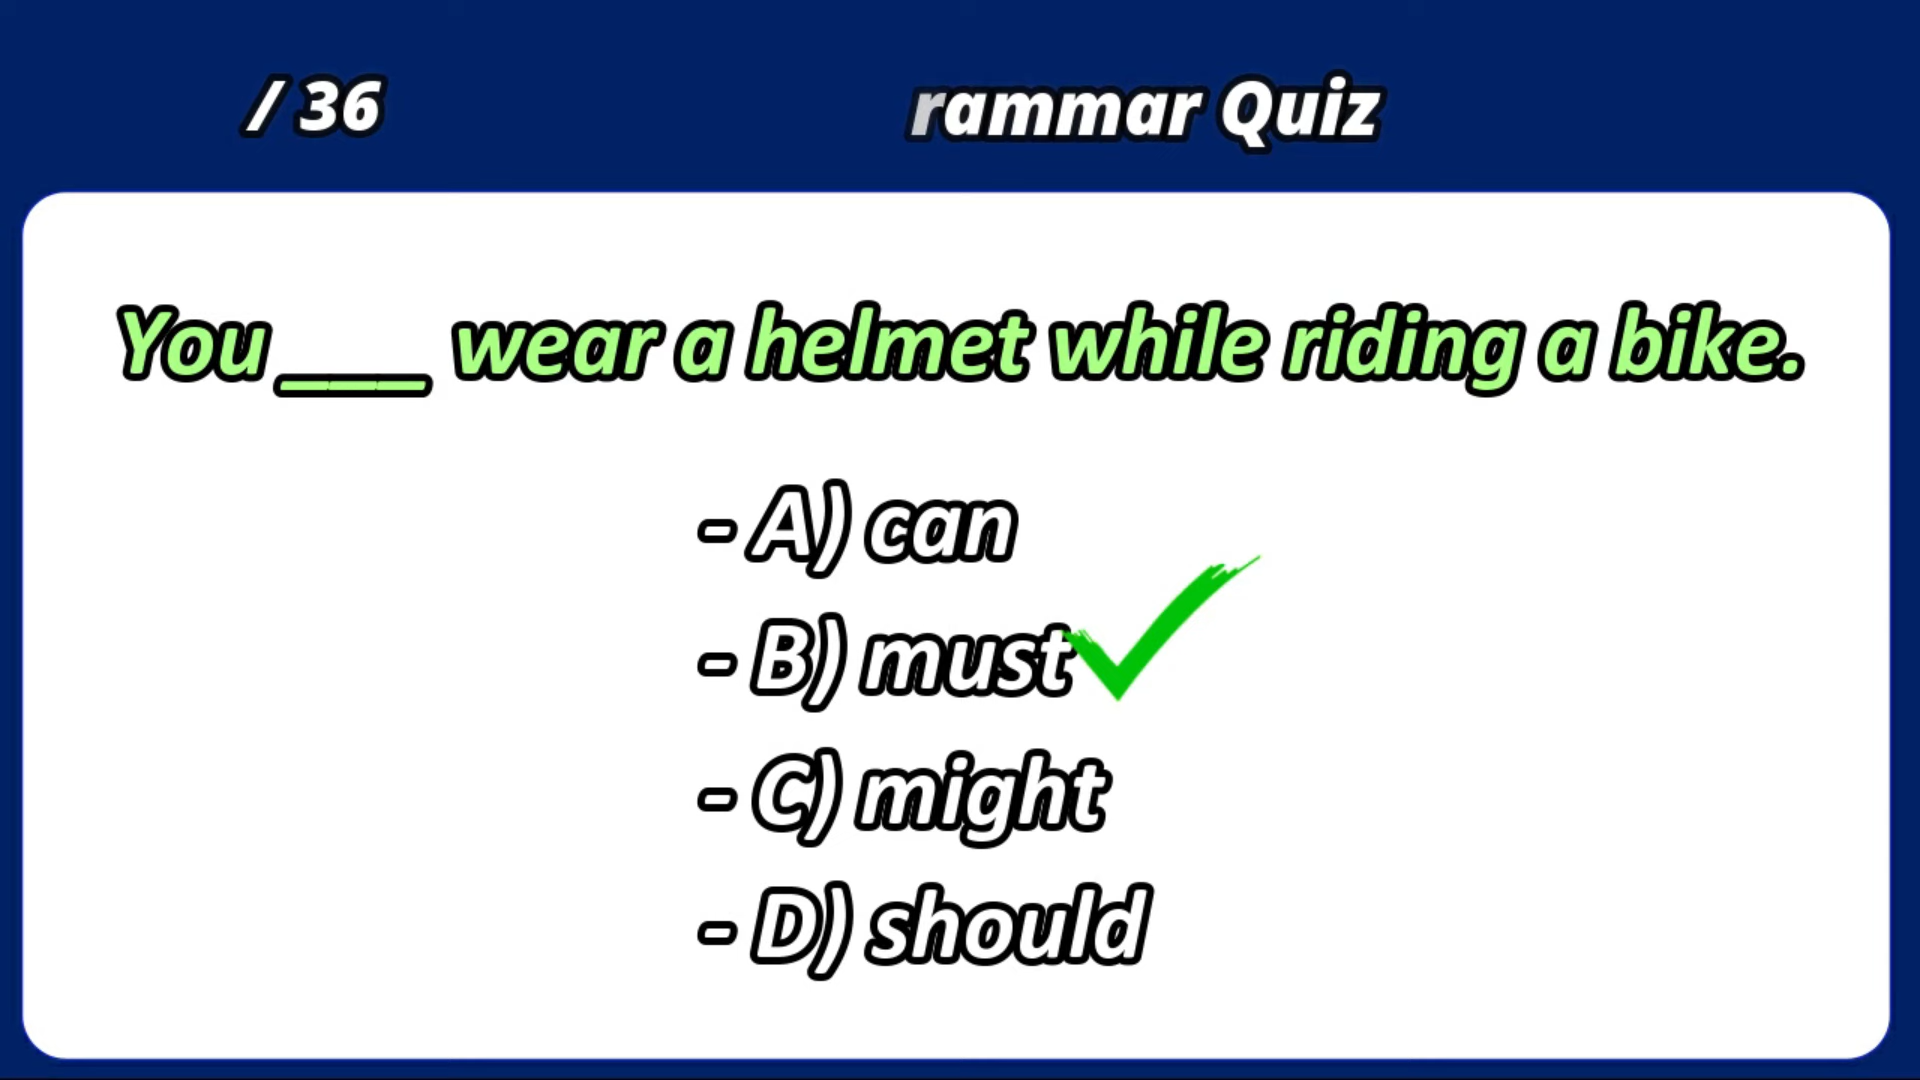 / 36
rammar Quiz
You ___ wear a helmet while riding a bike.
- A) can
- B) must
- C) might
- D) should